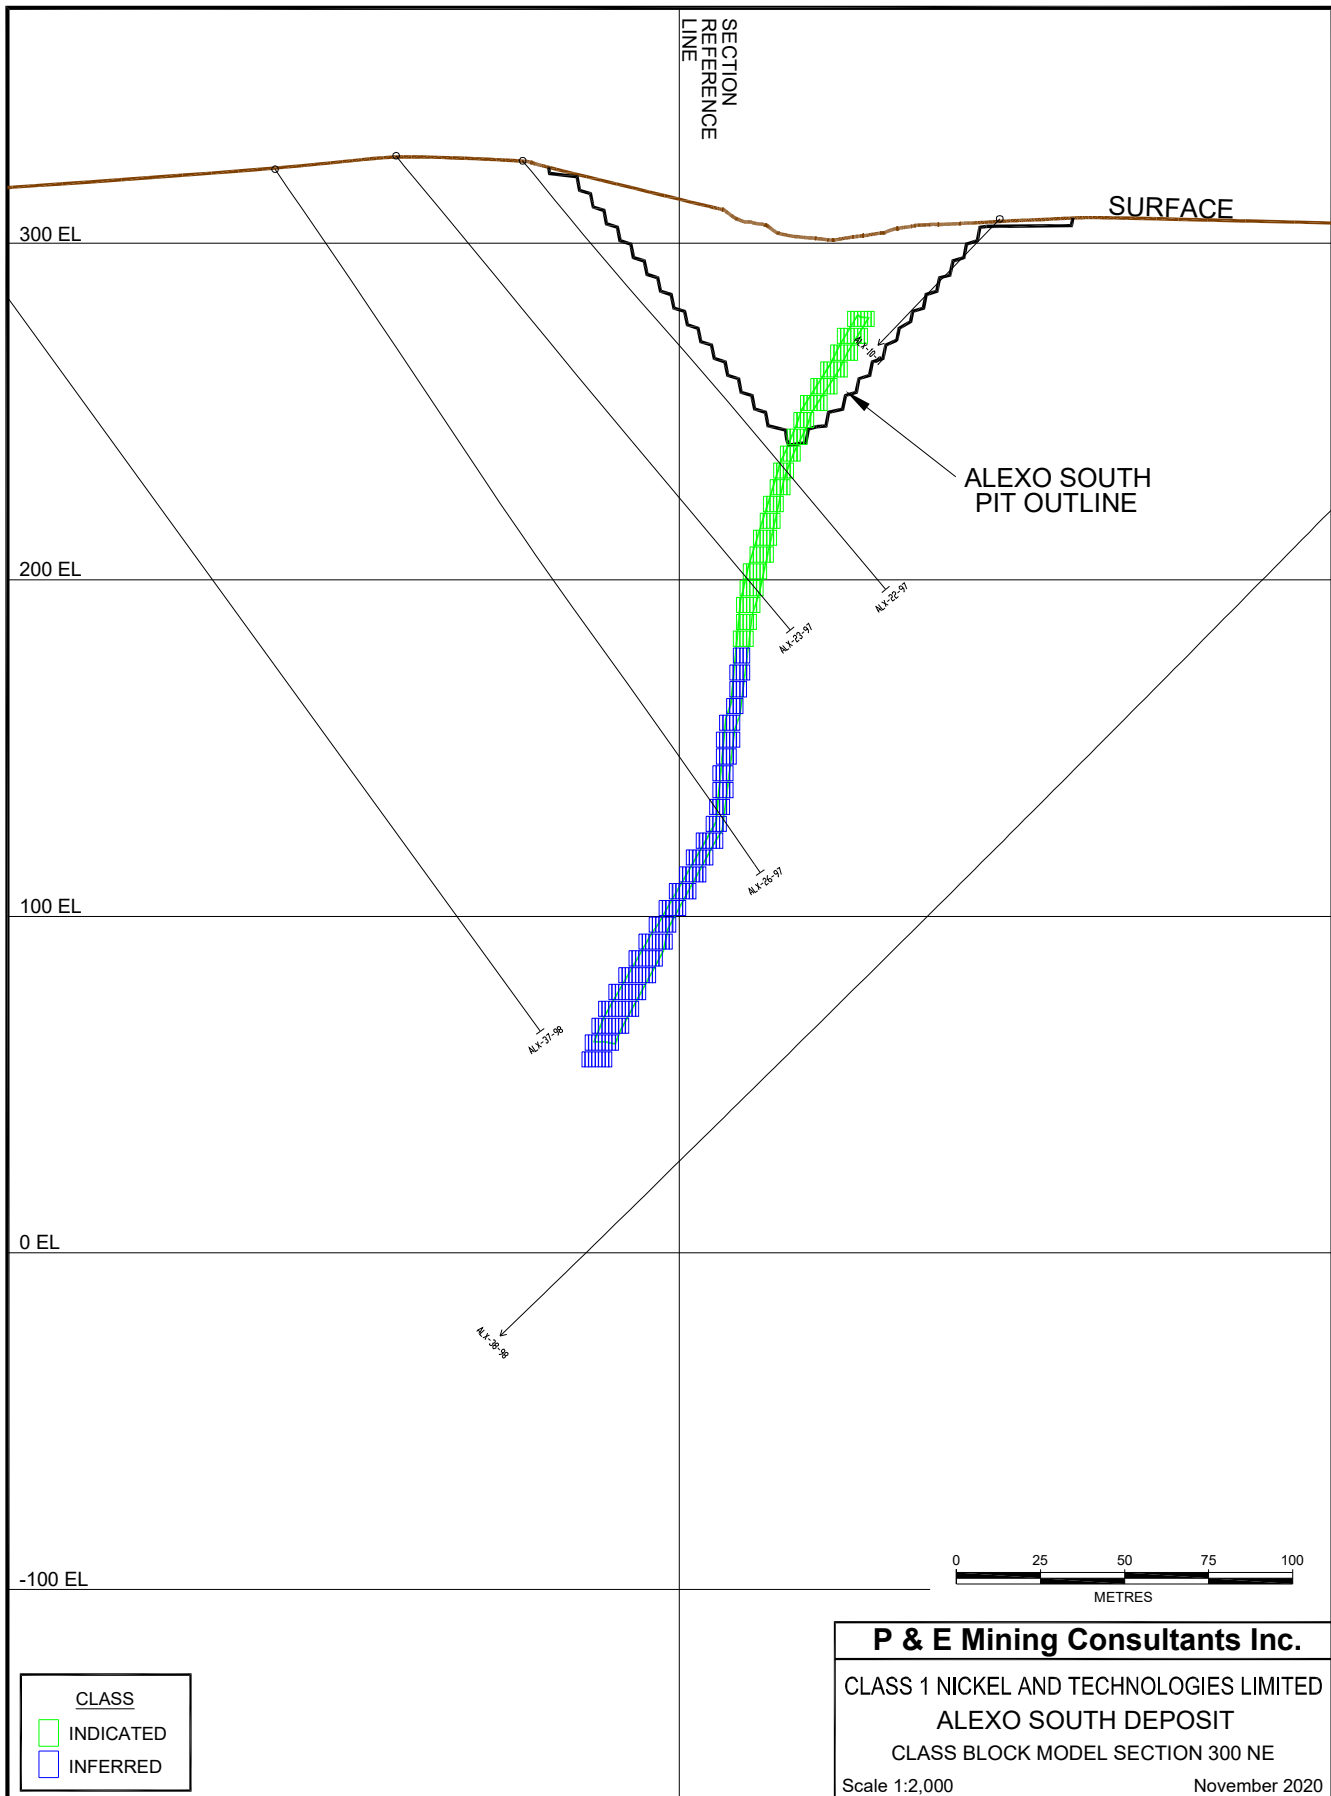 SECTION
REFERENCE
LINE
SURFACE
300 EL
ALEXO SOUTH
PIT OUTLINE
200 EL
ALX-22-97
ALX-23-97
ALX-26-97
100 EL
ALX-37-98
0 EL
ALX-38-98
-100 EL
0 25 50 75 100
METRES
P & E Mining Consultants Inc.
CLASS 1 NICKEL AND TECHNOLOGIES LIMITED
ALEXO SOUTH DEPOSIT
CLASS BLOCK MODEL SECTION 300 NE
Scale 1:2,000 November 2020
CLASS
INDICATED
INFERRED